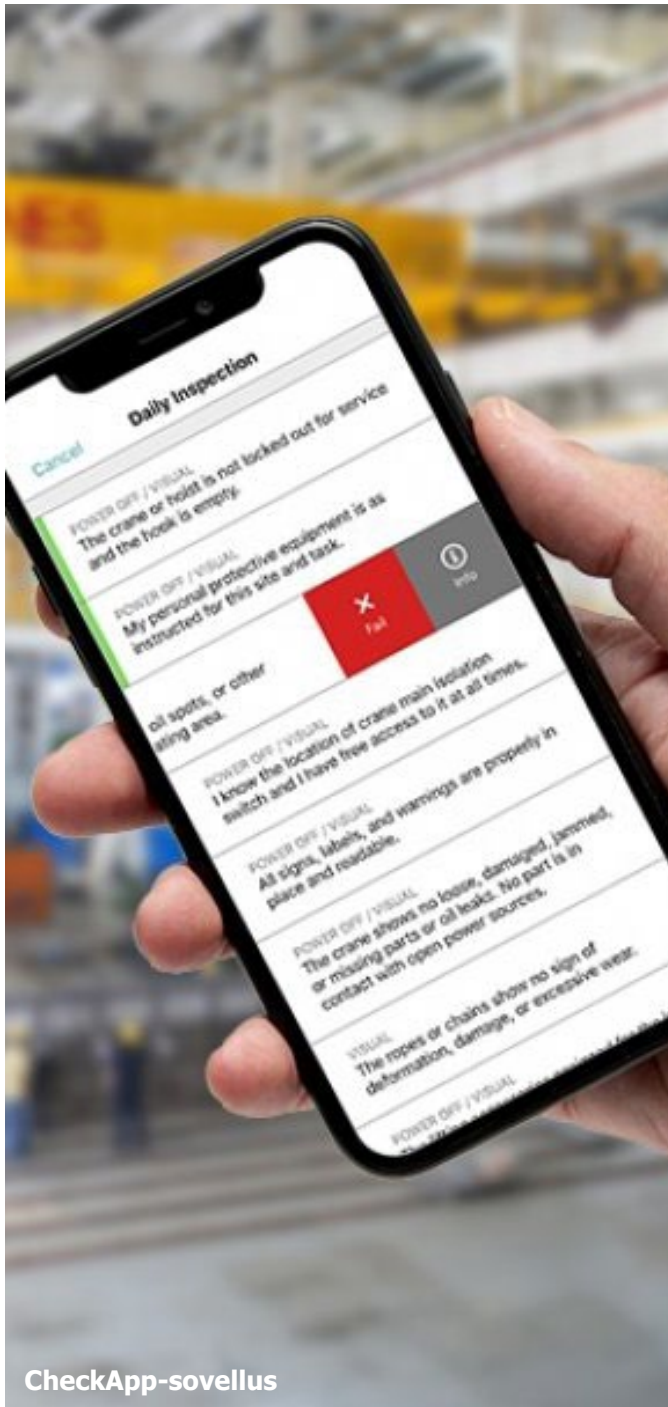 NES
Daily Inspection
Cancel
POWER OFF / VISUAL
The crane or hoist is not locked out for service
and the hook is empty.
POWER OFF / VISUAL
My personal protective equipment is as
instructed for this site and task.
Fail
Info
oil spots, or other
ating area.
POWER OFF / VISUAL
I know the location of crane main isolation
switch and I have free access to it at all times.
POWER OFF / VISUAL
All signs, labels, and warnings are properly in
place and readable.
POWER OFF / VISUAL
The crane shows no loose, damaged, jammed,
or missing parts or oil leaks. No part is in
contact with open power sources.
VISUAL
The ropes or chains show no sign of
deformation, damage, or excessive wear.
POWER OFF / VISUAL
CheckApp-sovellus